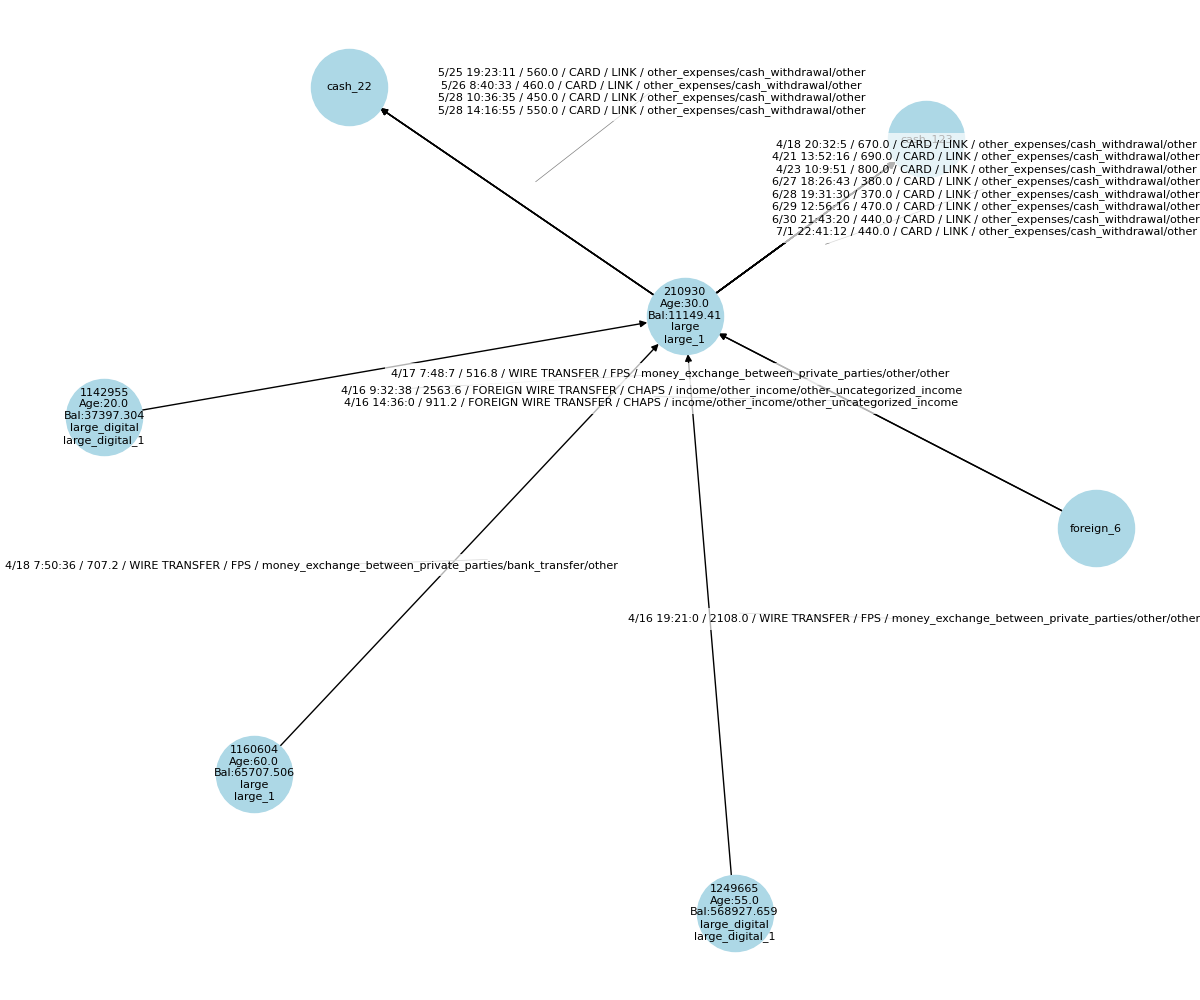 cash_22
5/25 19:23:11 / 560.0 / CARD / LINK / other_expenses/cash_withdrawal/other
5/26 8:40:33 / 460.0 / CARD / LINK / other_expenses/cash_withdrawal/other
5/28 10:36:35 / 450.0 / CARD / LINK / other_expenses/cash_withdrawal/other
5/28 14:16:55 / 550.0 / CARD / LINK / other_expenses/cash_withdrawal/other
cash_123
4/18 20:32:5 / 670.0 / CARD / LINK / other_expenses/cash_withdrawal/other
4/21 13:52:16 / 690.0 / CARD / LINK / other_expenses/cash_withdrawal/other
4/23 10:9:51 / 800.0 / CARD / LINK / other_expenses/cash_withdrawal/other
6/27 18:26:43 / 380.0 / CARD / LINK / other_expenses/cash_withdrawal/other
6/28 19:31:30 / 370.0 / CARD / LINK / other_expenses/cash_withdrawal/other
6/29 12:56:16 / 470.0 / CARD / LINK / other_expenses/cash_withdrawal/other
6/30 21:43:20 / 440.0 / CARD / LINK / other_expenses/cash_withdrawal/other
7/1 22:41:12 / 440.0 / CARD / LINK / other_expenses/cash_withdrawal/other
210930
Age:30.0
Bal:11149.41
large
large_1
4/17 7:48:7 / 516.8 / WIRE TRANSFER / FPS / money_exchange_between_private_parties/other/other
4/16 9:32:38 / 2563.6 / FOREIGN WIRE TRANSFER / CHAPS / income/other_income/other_uncategorized_income
4/16 14:36:0 / 911.2 / FOREIGN WIRE TRANSFER / CHAPS / income/other_income/other_uncategorized_income
1142955
Age:20.0
Bal:37397.304
large_digital
large_digital_1
foreign_6
4/18 7:50:36 / 707.2 / WIRE TRANSFER / FPS / money_exchange_between_private_parties/bank_transfer/other
4/16 19:21:0 / 2108.0 / WIRE TRANSFER / FPS / money_exchange_between_private_parties/other/other
1160604
Age:60.0
Bal:65707.506
large
large_1
1249665
Age:55.0
Bal:568927.659
large_digital
large_digital_1